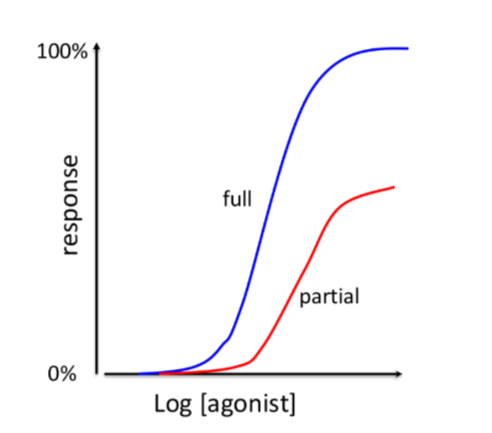 100%
response
full
partial
0%
Log [agonist]